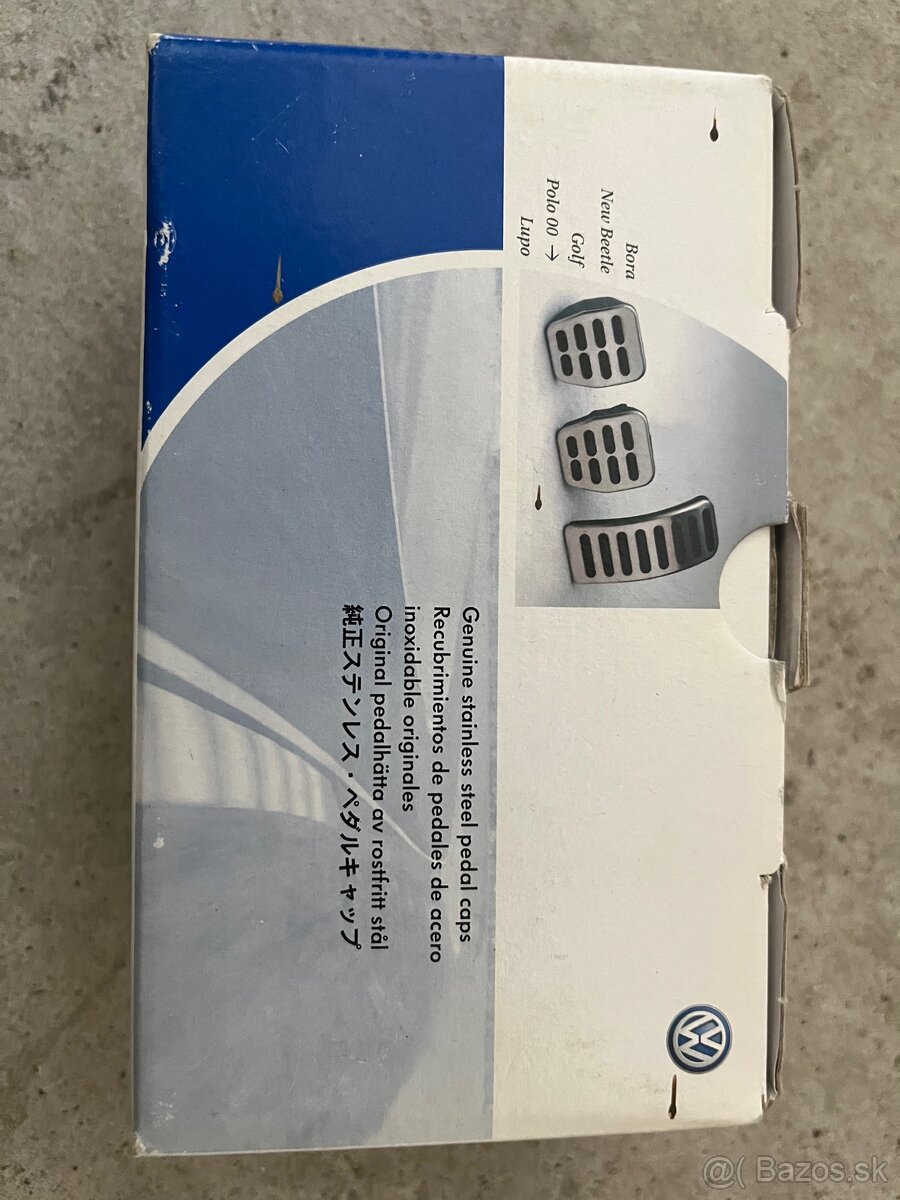 Bora
New Beetle
Golf
Polo 00 →
Lupo
Genuine stainless steel pedal caps
Recubrimientos de pedales de acero
inoxidable originales
Original pedalhätta av rostfritt stål
純正ステンレス・ペダルキャップ
VW
@( Bazos.sk